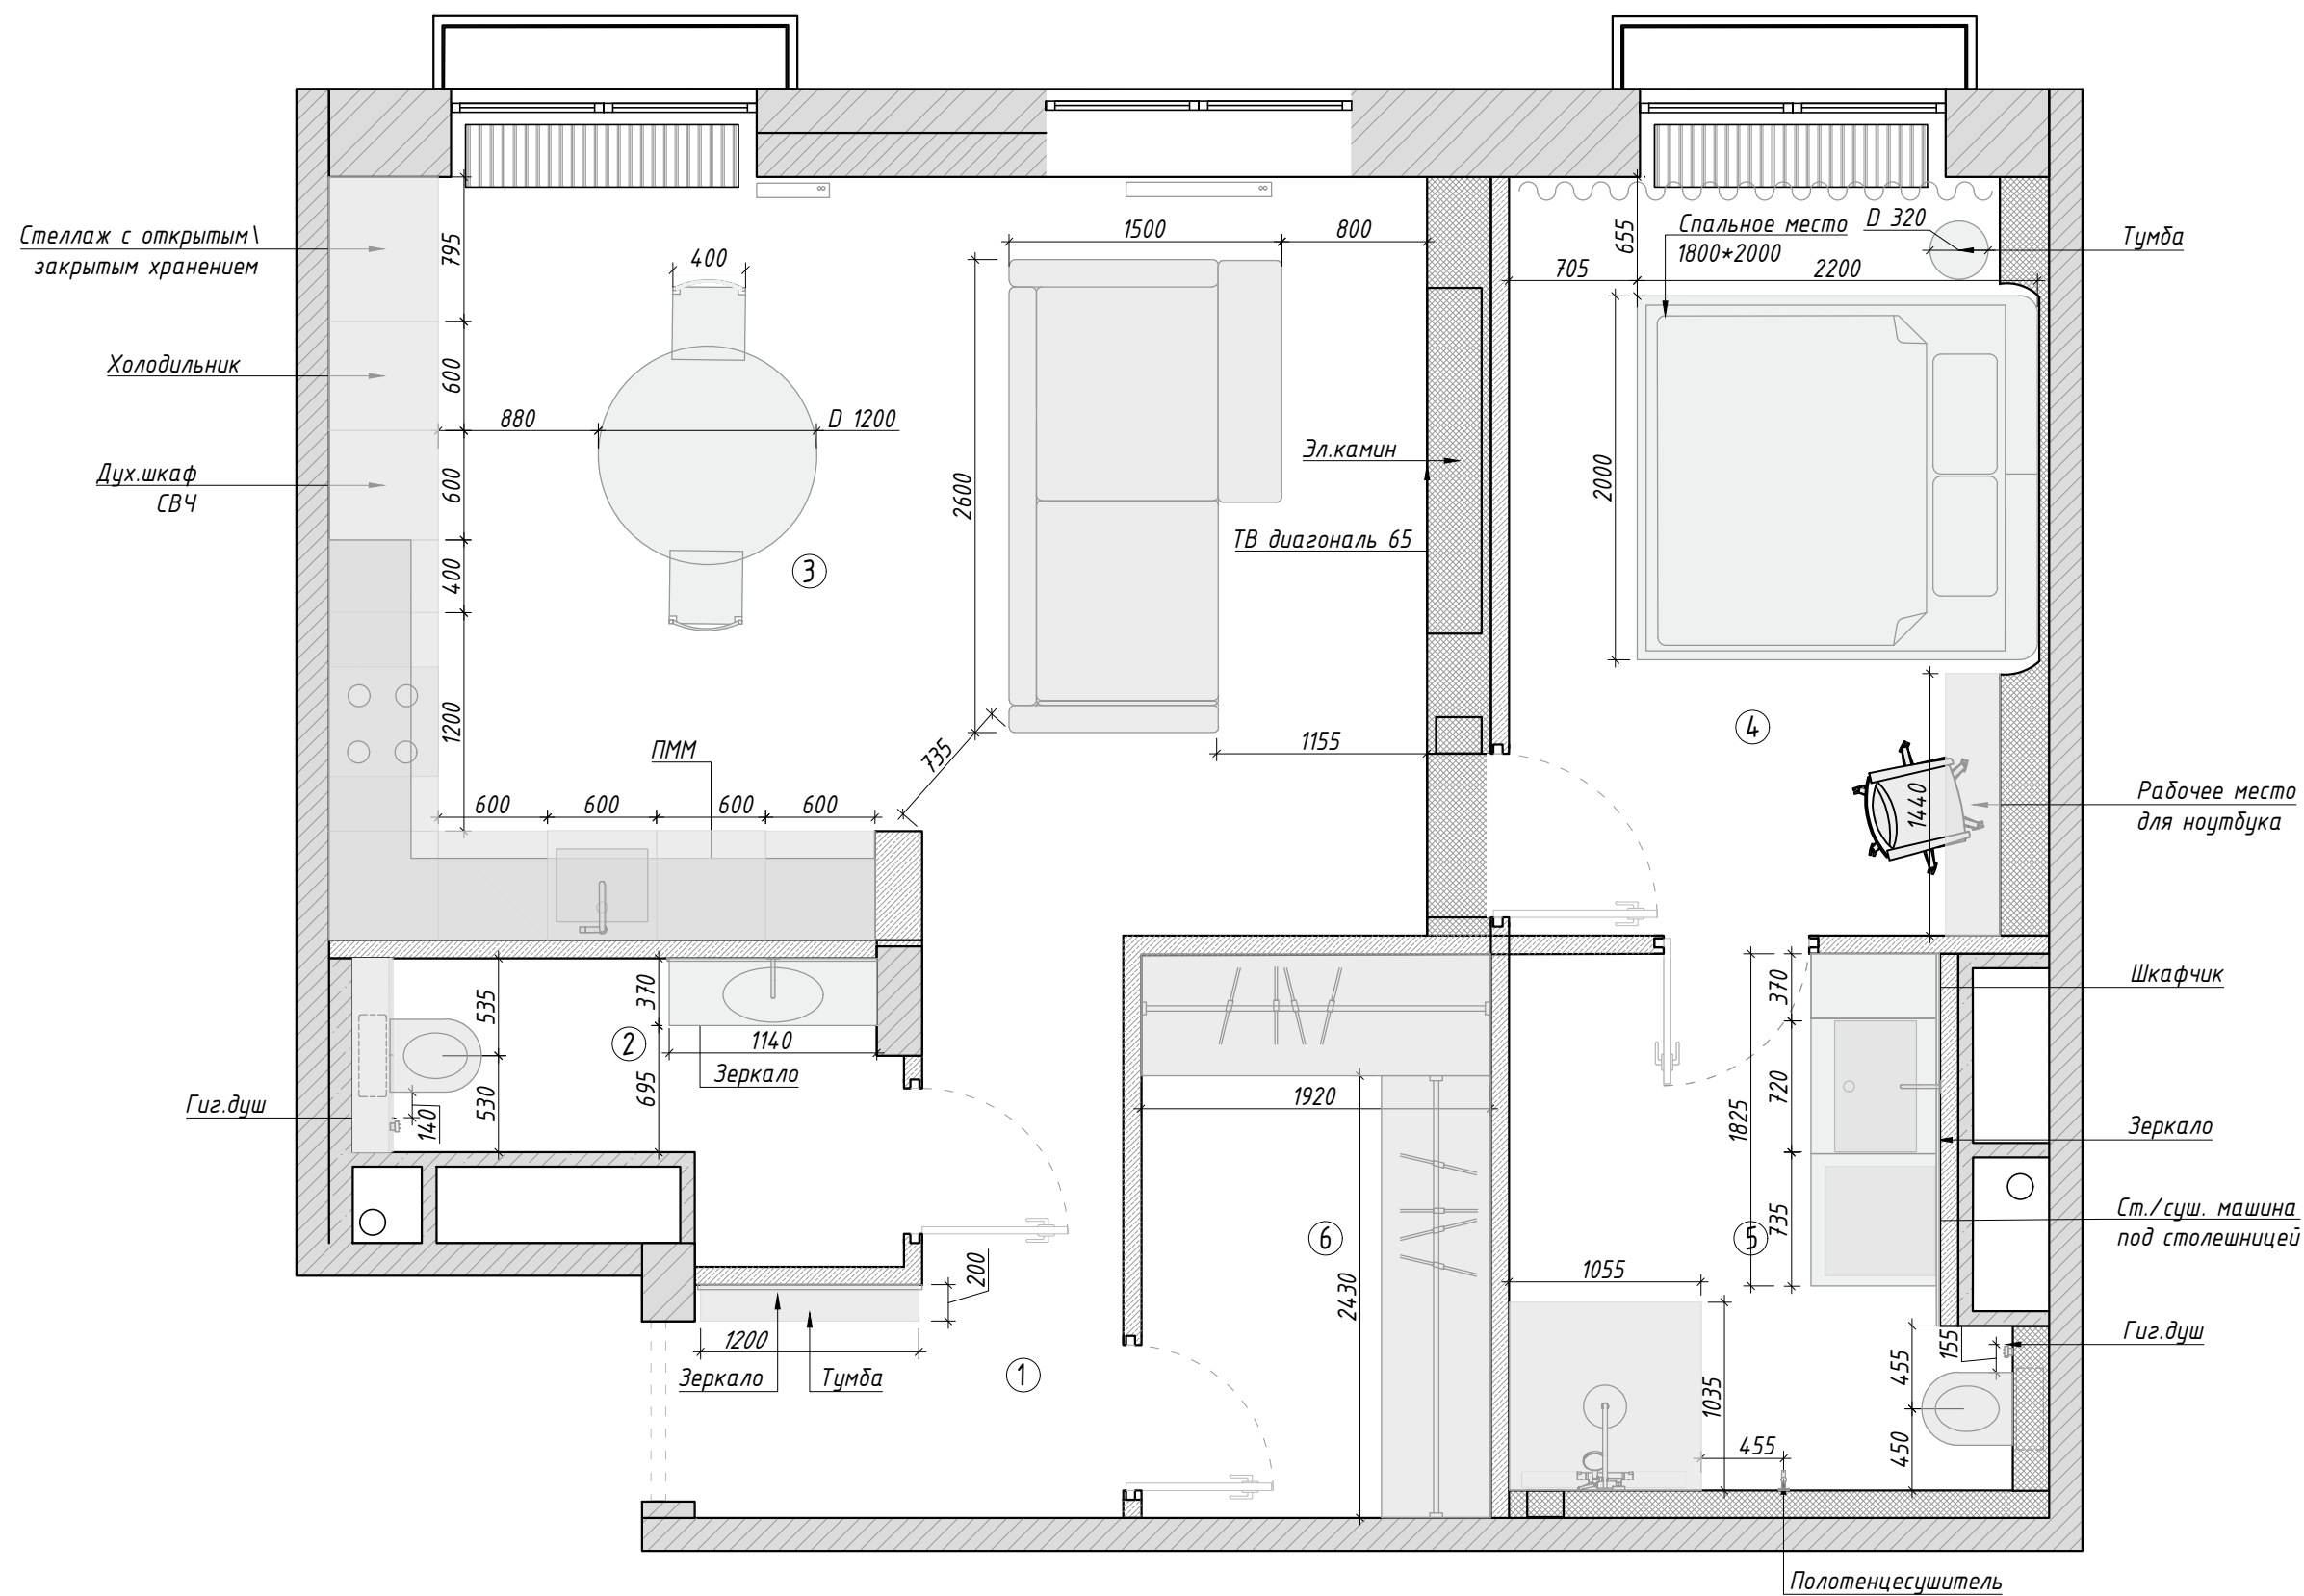 1500
800
400
655
Спальное место
1800*2000
D 320
Тумба
Стеллаж с открытым\
закрытым хранением
795
705
2200
Холодильник
600
880
D 1200
2600
Эл.камин
2000
Дух.шкаф
СВЧ
600
ТВ диагональ 65
3
400
1200
ПММ
735
1155
4
1440
Рабочее место
для ноутбука
600
600
600
600
535
370
2
1140
Зеркало
695
530
140
Гиг.душ
1920
370
Шкафчик
720
1825
Зеркало
735
5
Ст./суш. машина
под столешницей
6
2430
200
1200
Зеркало
Тумба
1
1055
1035
455
455
155
Гиг.душ
450
Полотенцесушитель